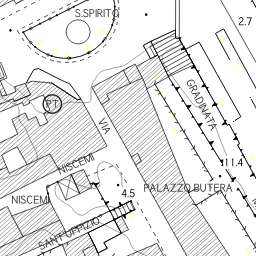 S.SPIRITO
2.7
PT
GRADINATA
VIA
11.4
NISCEMI
PALAZZO BUTERA
4.5
NISCEMI
SANT'UFFIZIO